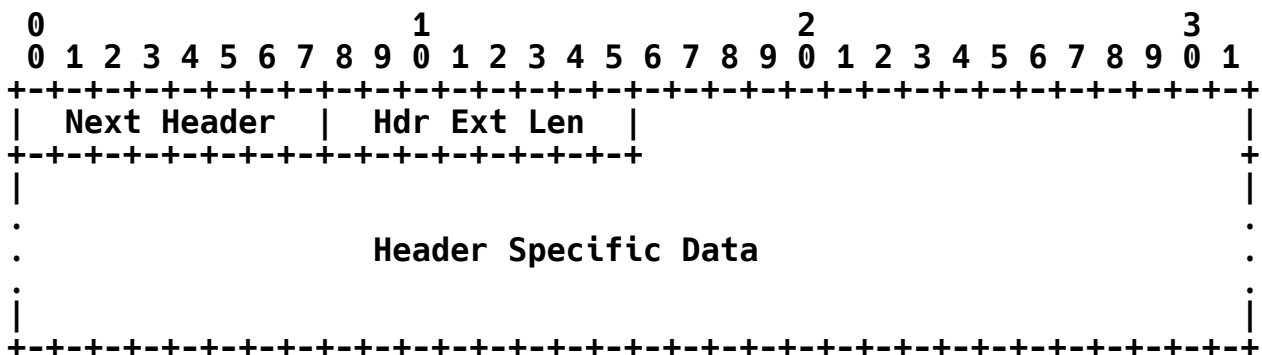 0                   1                   2                   3
 0 1 2 3 4 5 6 7 8 9 0 1 2 3 4 5 6 7 8 9 0 1 2 3 4 5 6 7 8 9 0 1
+-+-+-+-+-+-+-+-+-+-+-+-+-+-+-+-+-+-+-+-+-+-+-+-+-+-+-+-+-+-+-+-+
|  Next Header  |  Hdr Ext Len  |                               |
+-+-+-+-+-+-+-+-+-+-+-+-+-+-+-+-+                               +
|                                                               |
.                                                               .
.                  Header Specific Data                         .
.                                                               .
|                                                               |
+-+-+-+-+-+-+-+-+-+-+-+-+-+-+-+-+-+-+-+-+-+-+-+-+-+-+-+-+-+-+-+-+